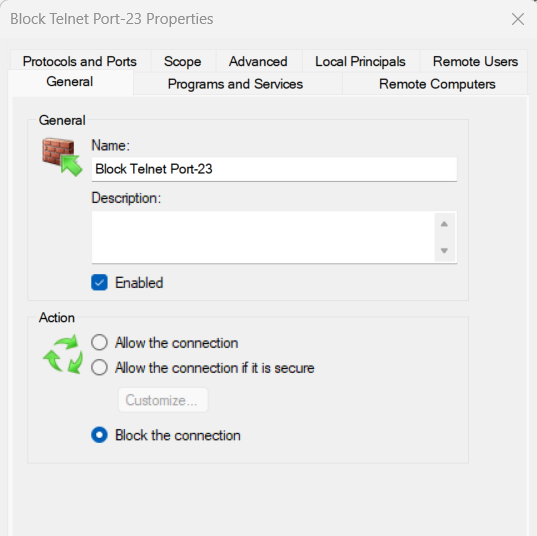 Block Telnet Port-23 Properties
Protocols and Ports Scope Advanced Local Principals Remote Users
General Programs and Services Remote Computers
General
Name:
Block Telnet Port-23
Description:
Enabled
Action
Allow the connection
Allow the connection if it is secure
Customize...
Block the connection